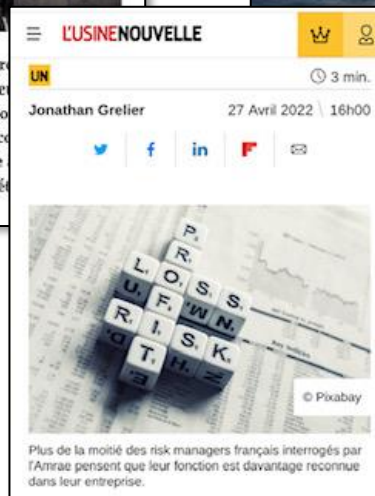 L'USINENOUVELLE
UN
3 min.
Jonathan Grelier
27 Avril 2022 \ 16h00
f in
P.
R.
L. O. S. S.
U. F. W. N.
R. I. S. K.
D. T. H.
© Pixabay
Plus de la moitié des risk managers français interrogés par
l'Amrae pensent que leur fonction est davantage reconnue
dans leur entreprise.